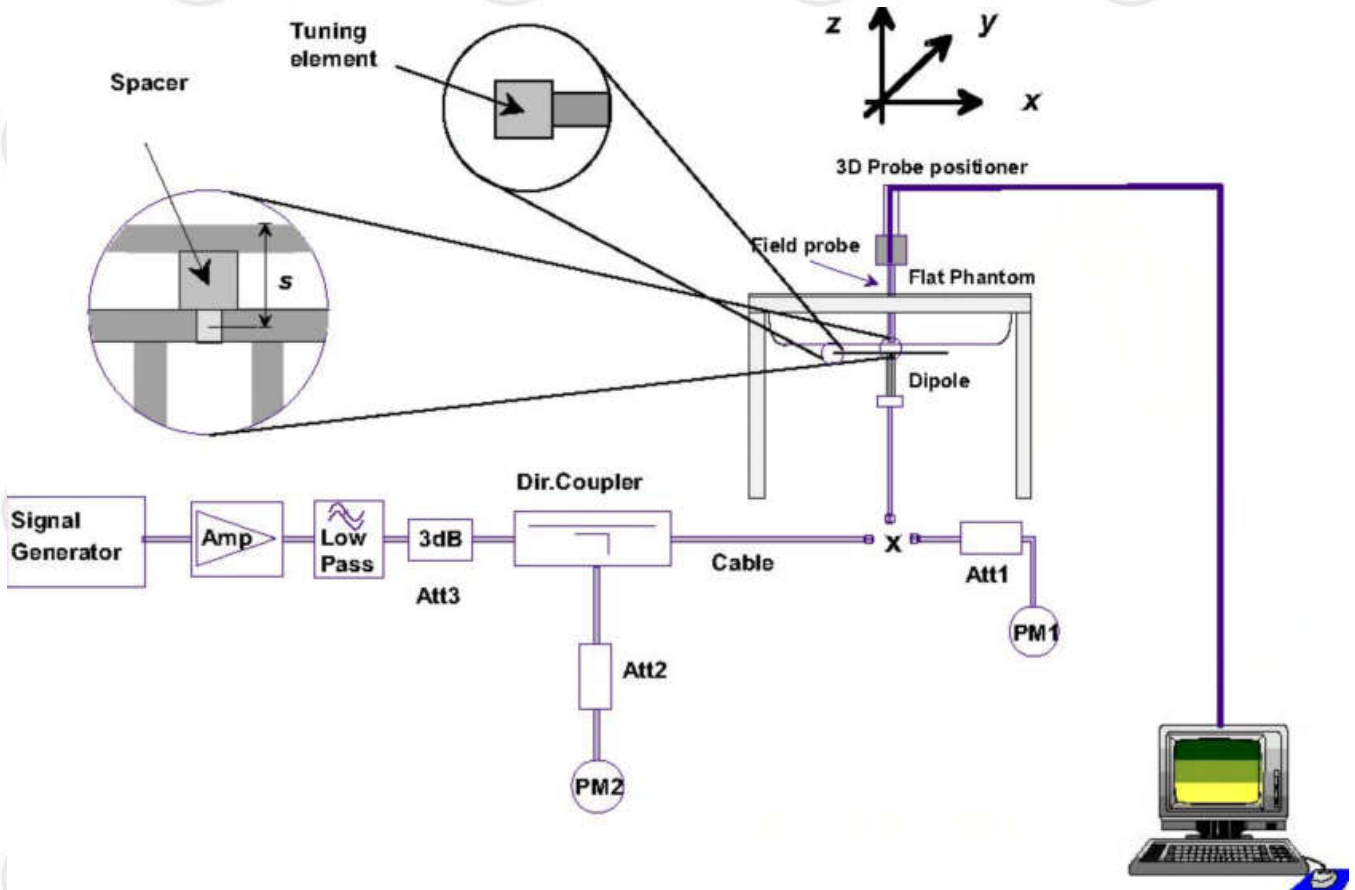 Tuning
element
Spacer
s
z
y
x
3D Probe positioner
Field probe
Flat Phantom
Dipole
Dir.Coupler
Signal
Generator
Amp
Low
Pass
3dB
Att3
Cable
x
Att1
PM1
Att2
PM2